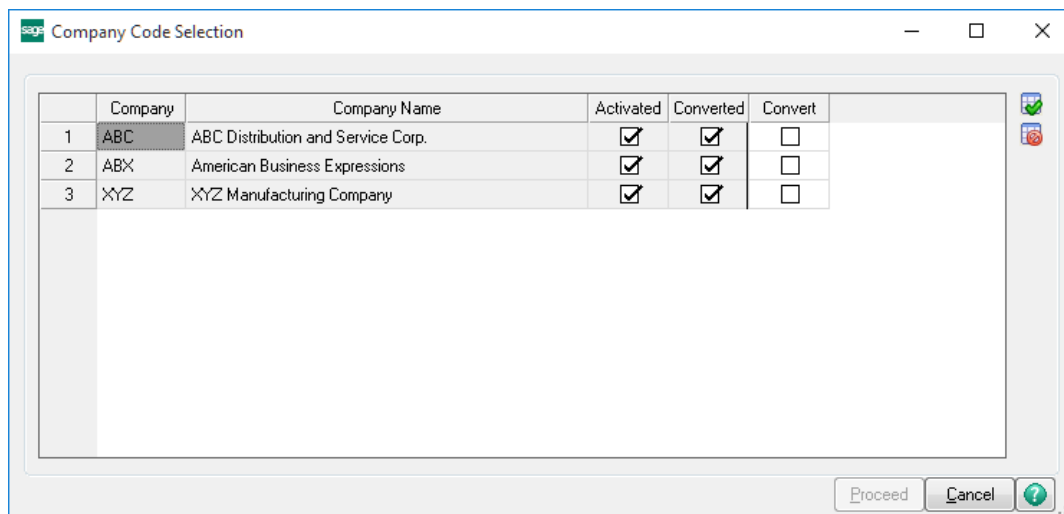 sage Company Code Selection
Company Company Name Activated Converted Convert
1 ABC ABC Distribution and Service Corp.
2 ABX American Business Expressions
3 XYZ XYZ Manufacturing Company
Proceed Cancel ?